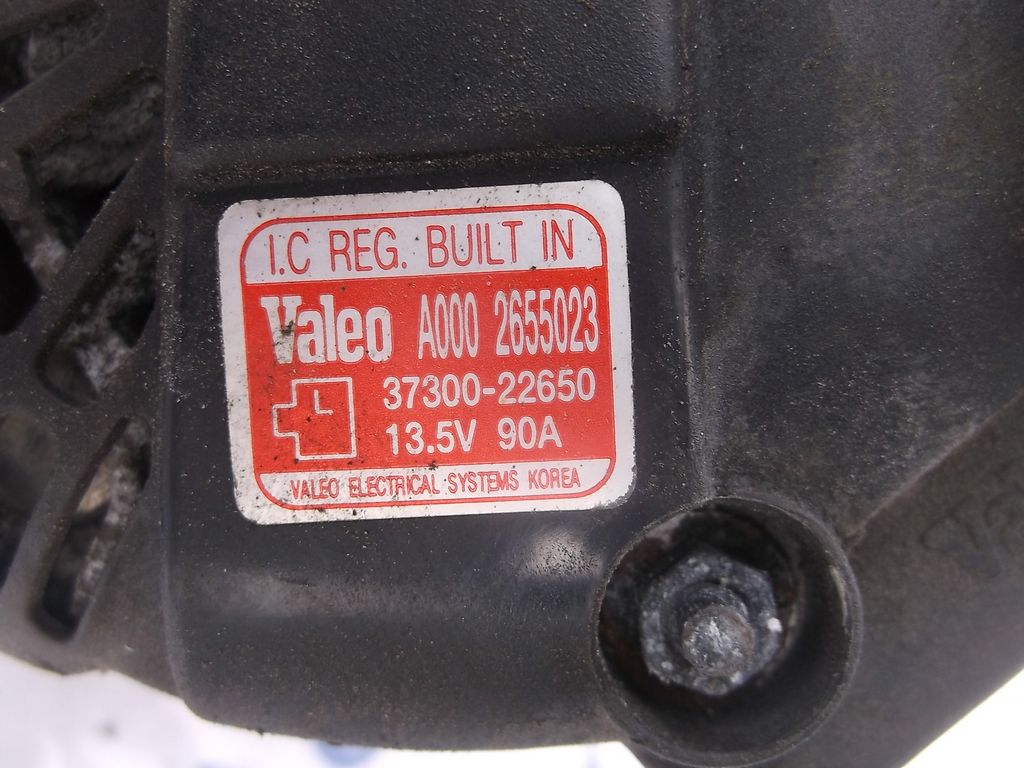 I.C REG. BUILT IN
Valeo A000 2655023
37300-22650
13.5V 90A
VALEO ELECTRICAL SYSTEMS KOREA